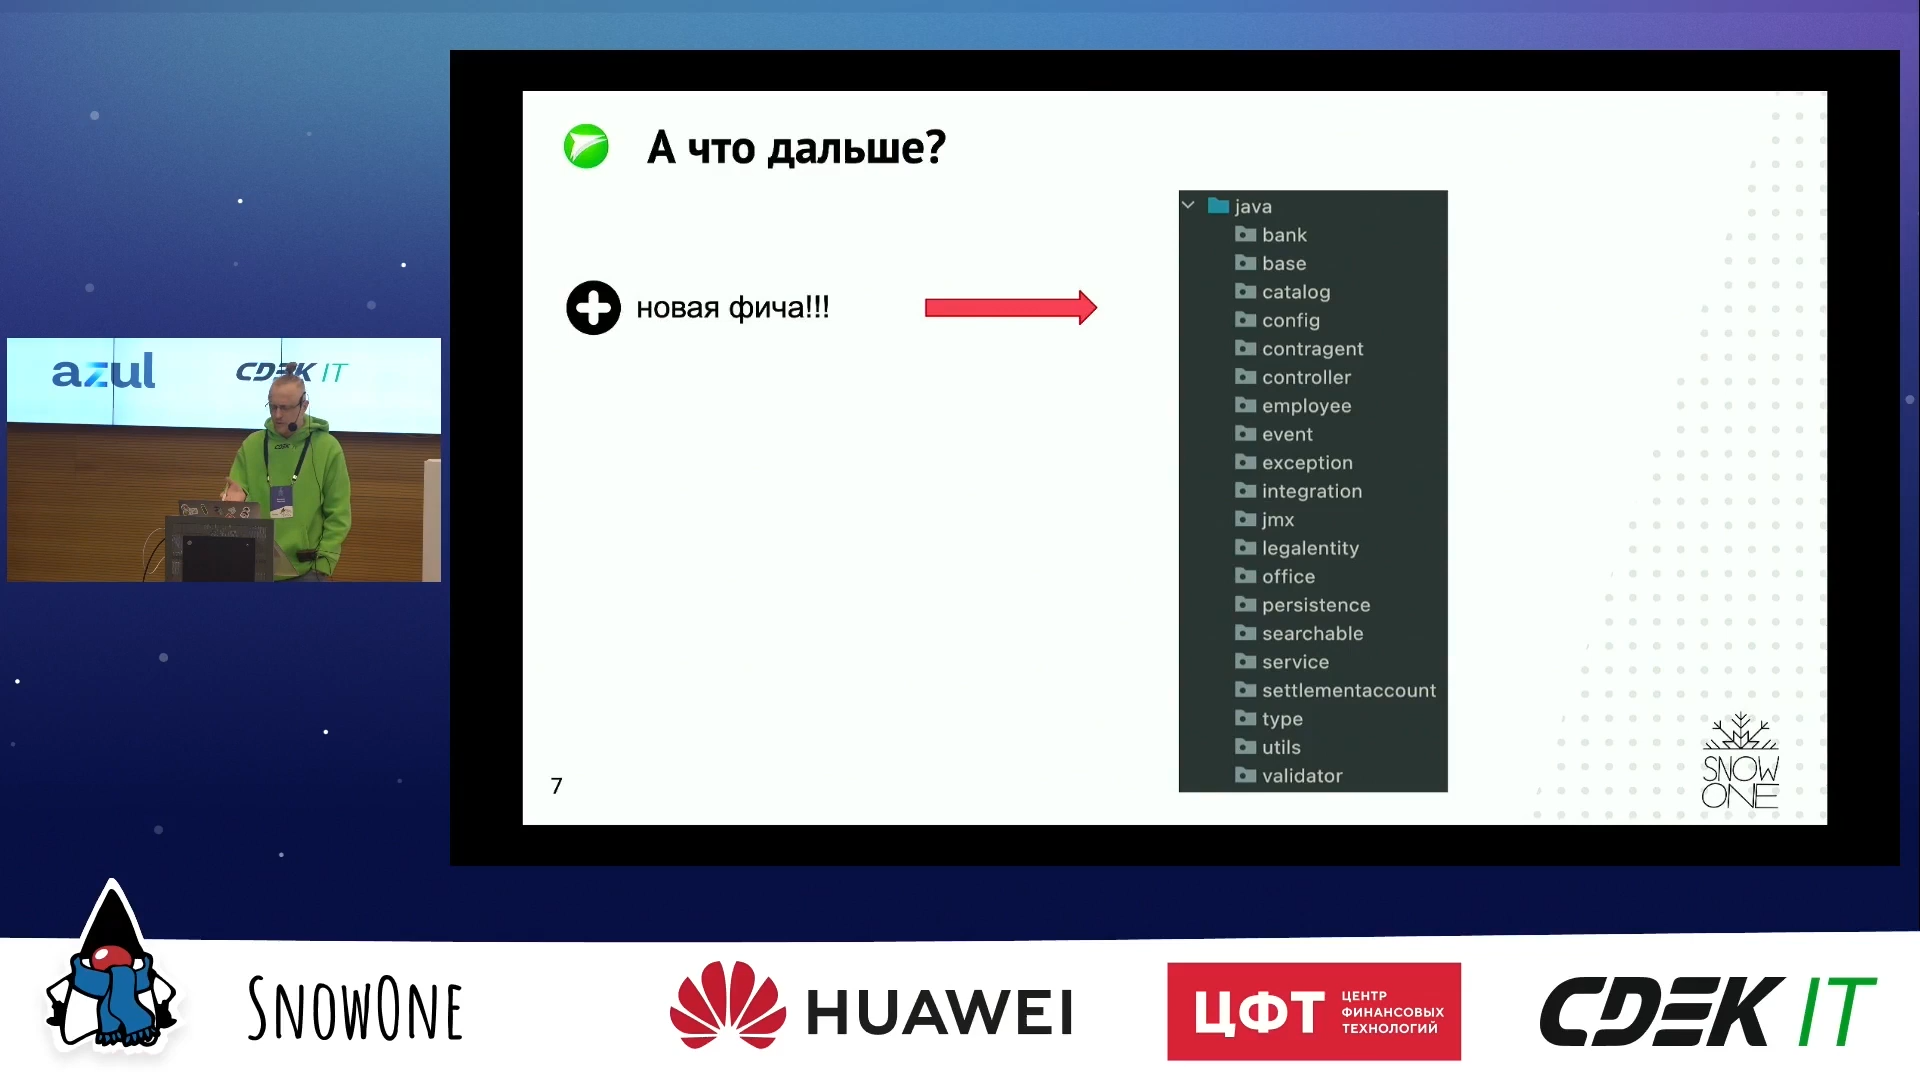 azul
CDEK IT
А что дальше?
новая фича!!!
java
bank
base
catalog
config
contragent
controller
employee
event
exception
integration
jmx
legalentity
office
persistence
searchable
service
settlementaccount
type
utils
validator
7
SNOW
ONE
SNOWONE
HUAWEI
ЦФТ
ЦЕНТР
ФИНАНСОВЫХ
ТЕХНОЛОГИЙ
CDEK IT